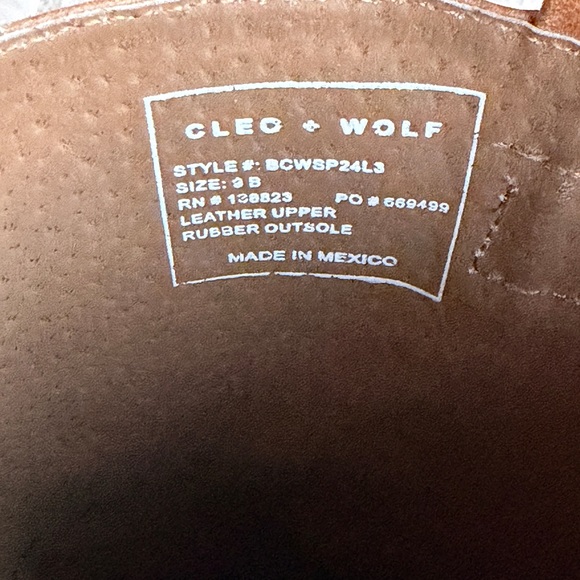 CLEO + WOLF
STYLE #: BCWSP24L3
SIZE: 9 B
RN # 138823 PO # 669499
LEATHER UPPER
RUBBER OUTSOLE
MADE IN MEXICO